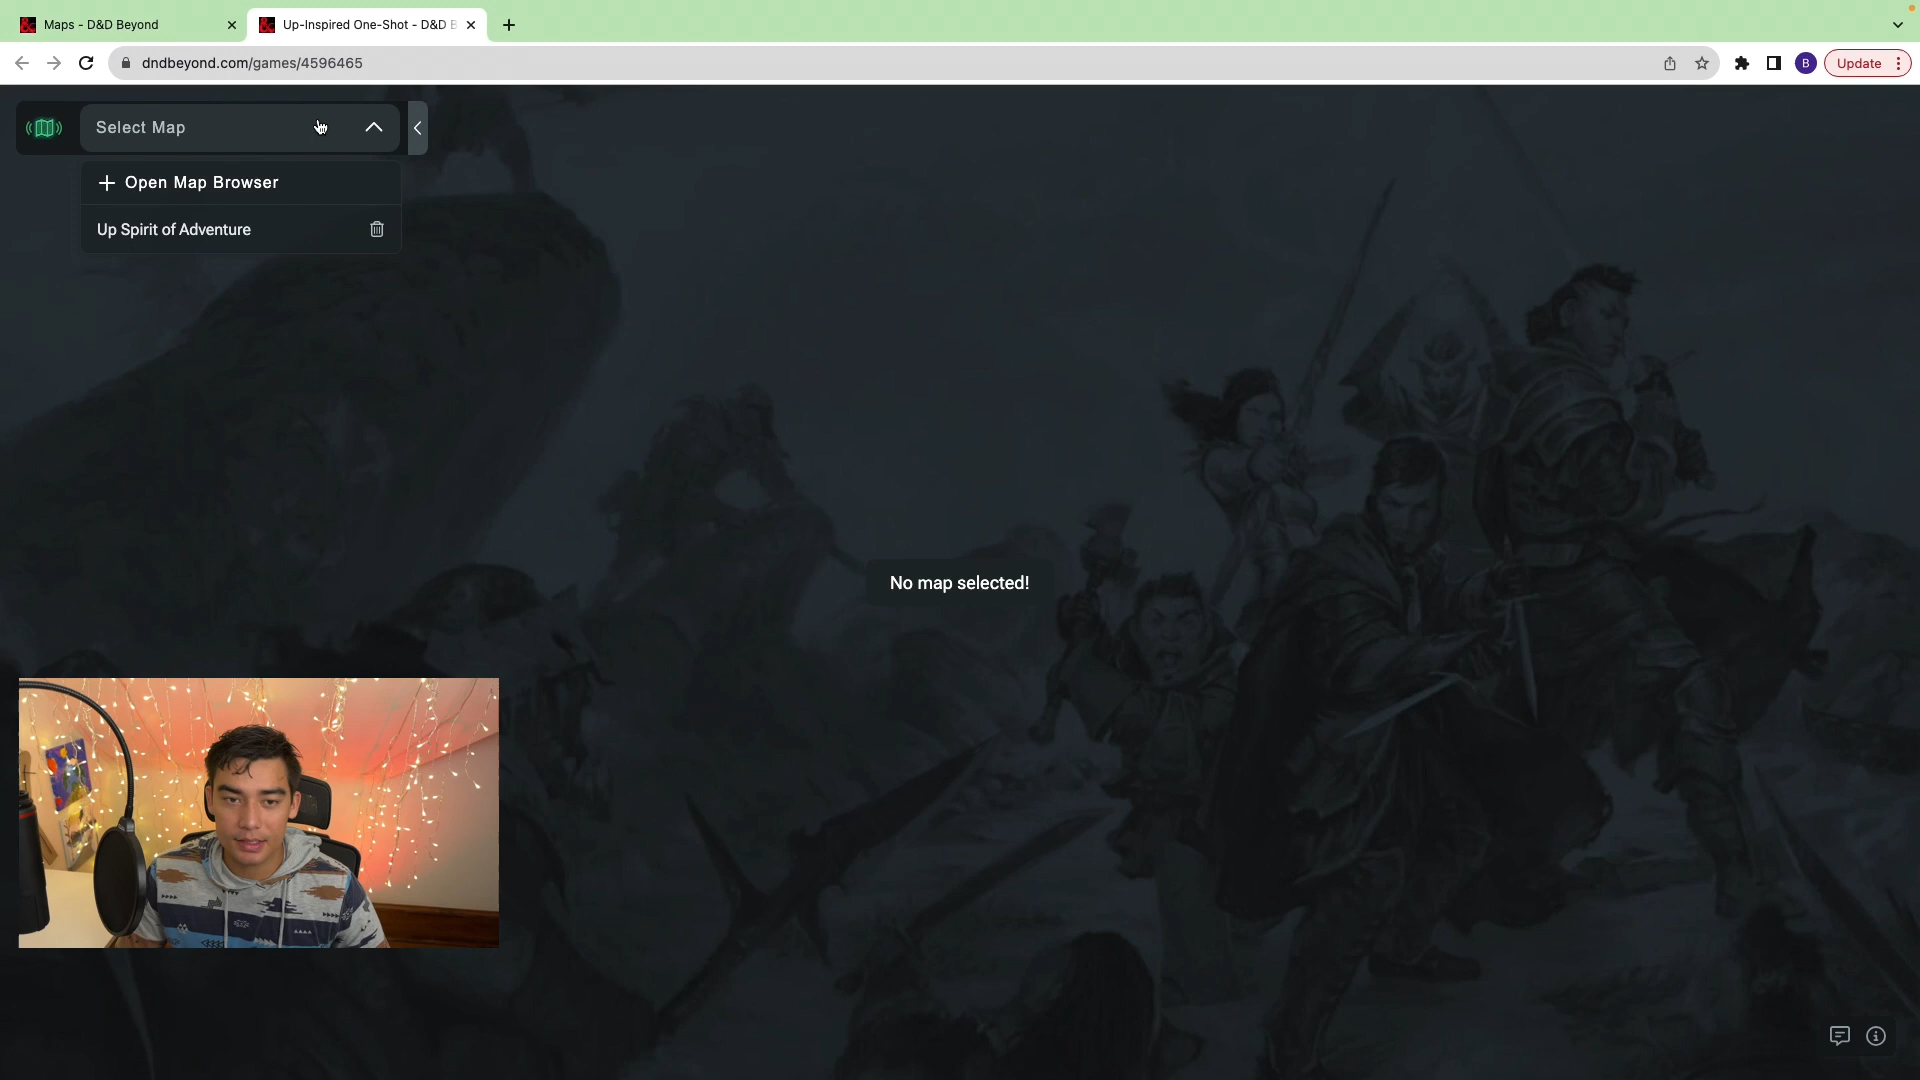 Maps - D&D Beyond
Up-Inspired One-Shot - D&D B
dndbeyond.com/games/4596465
B
Update
Select Map
Open Map Browser
Up Spirit of Adventure
No map selected!